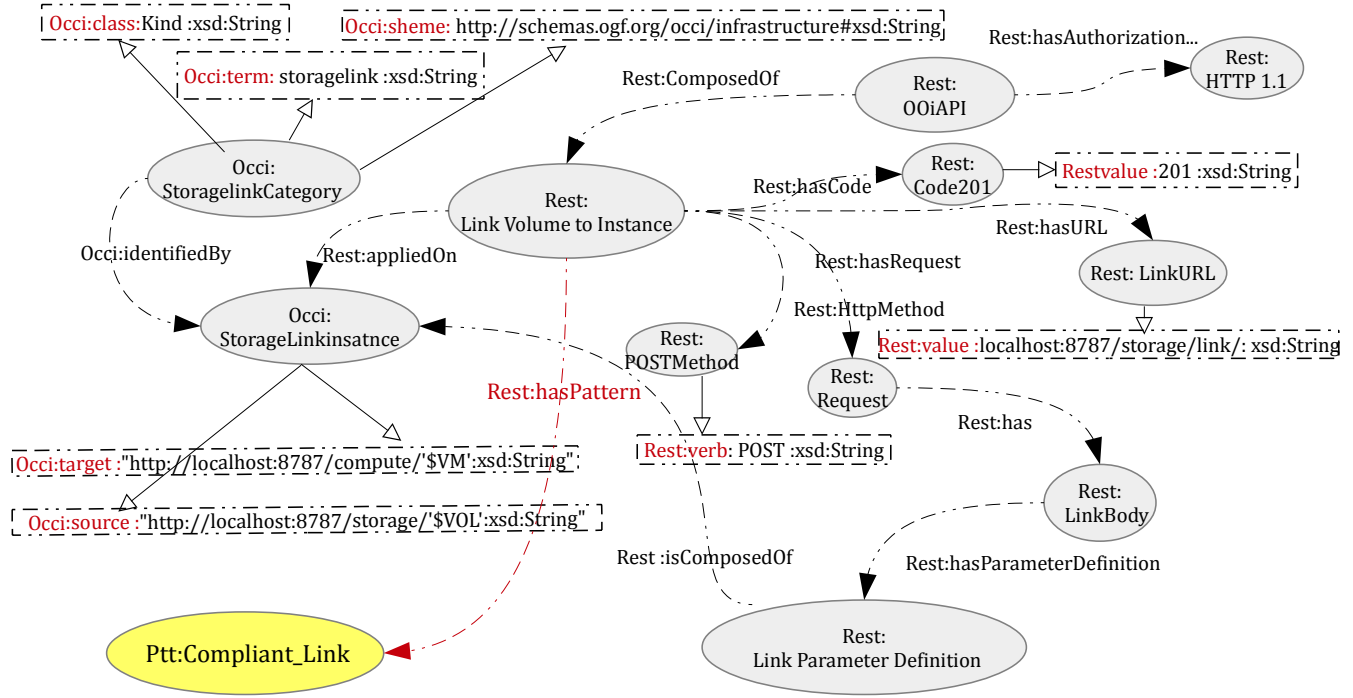 Occi:class:Kind :xsd:String
Occi:sheme: http://schemas.ogf.org/occi/infrastructure#xsd:String
Rest:hasAuthorization...
Occi:term: storagelink :xsd:String
Rest:ComposedOf
Rest:
OOiAPI
Rest:
HTTP 1.1
Occi:
StoragelinkCategory
Rest:
Link Volume to Instance
Rest:hasCode
Rest:
Code201
Restvalue :201 :xsd:String
Occi:identifiedBy
Rest:appliedOn
Rest:hasRequest
Rest:hasURL
Rest: LinkURL
Occi:
StorageLinkinsatnce
Rest:HttpMethod
Rest:
POSTMethod
Rest:value :localhost:8787/storage/link/: xsd:String
Rest:hasPattern
Rest:
Request
Rest:has
Rest:verb: POST :xsd:String
Occi:target :"http://localhost:8787/compute/'$VM':xsd:String"
Occi:source :"http://localhost:8787/storage/'$VOL':xsd:String"
Rest:
LinkBody
Rest :isComposedOf
Rest:hasParameterDefinition
Ptt:Compliant_Link
Rest:
Link Parameter Definition